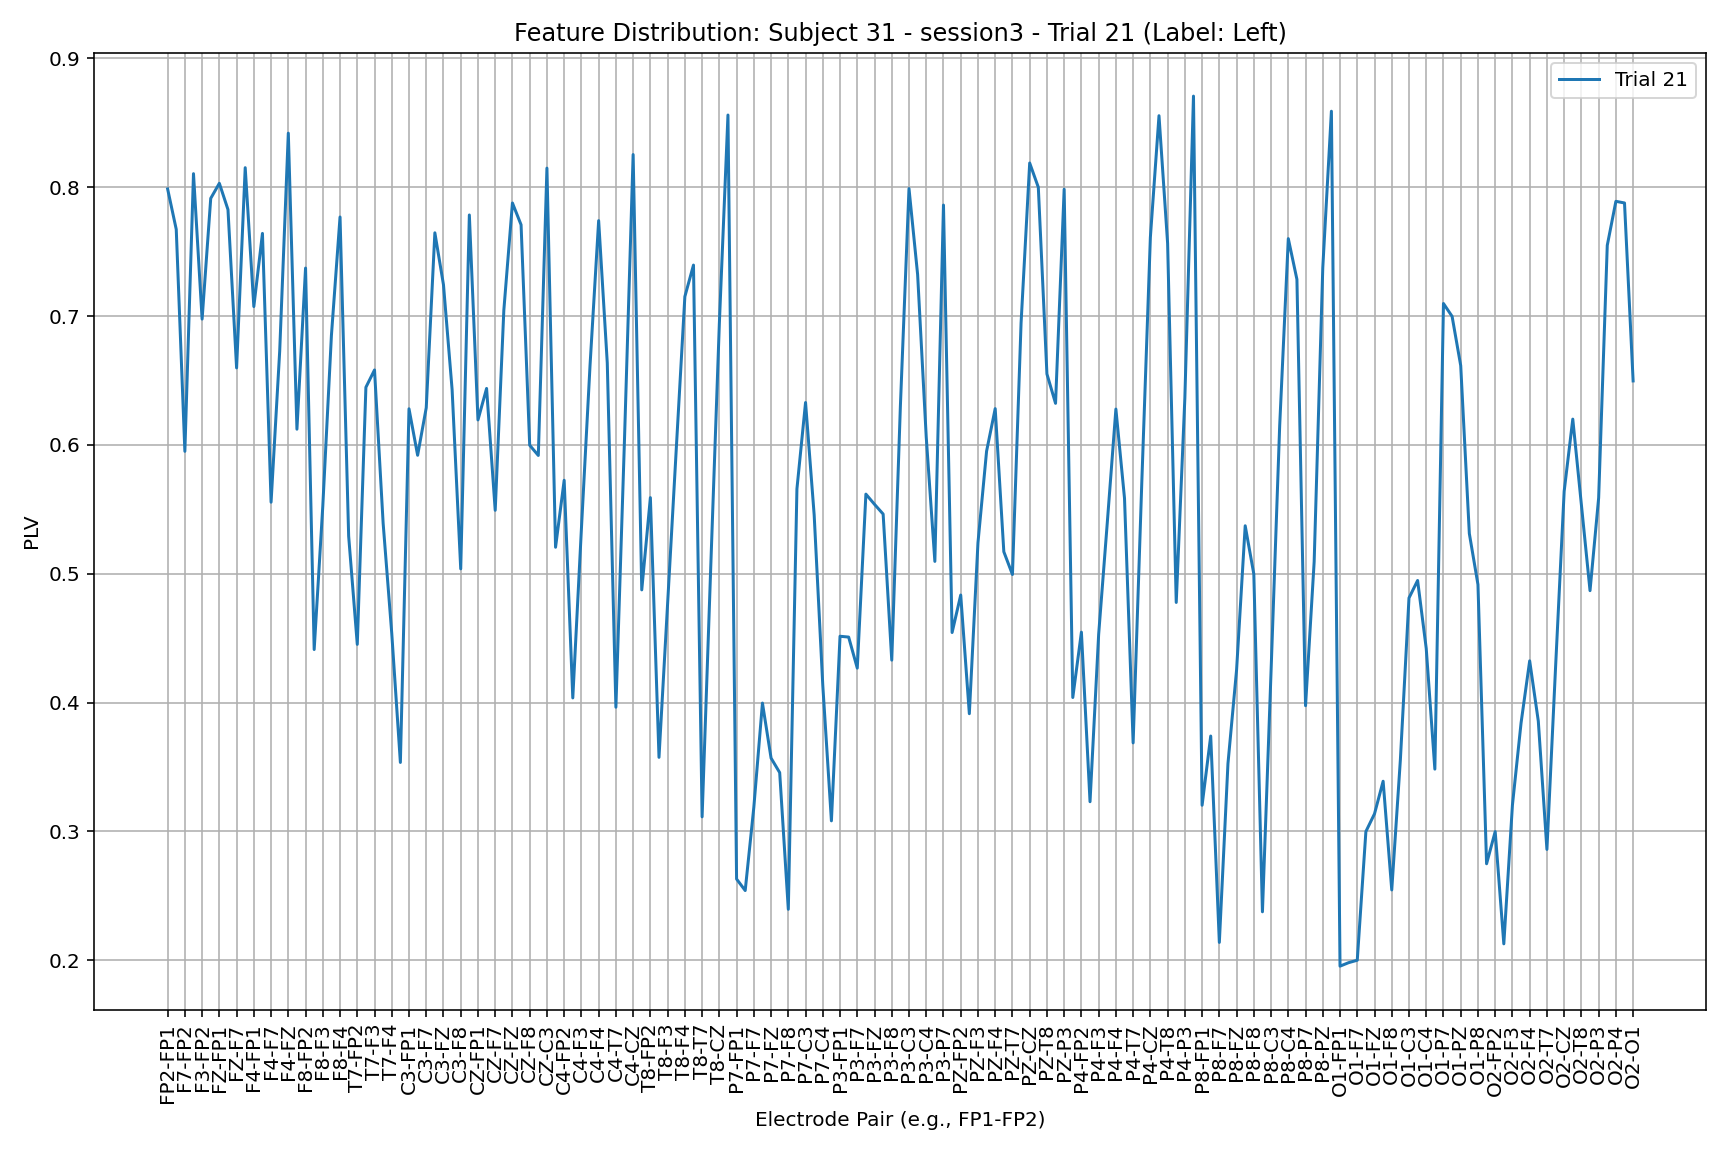 Feature Distribution: Subject 31 - session3 - Trial 21 (Label: Left)
Trial 21
PLV
0.9
0.8
0.7
0.6
0.5
0.4
0.3
0.2
FP2-FP1
F7-FP2
F3-FP2
FZ-FP1
FZ-F7
F4-FP1
F4-F7
F4-FZ
F8-FP2
F8-F3
F8-F4
T7-FP2
T7-F3
T7-F4
C3-FP1
C3-F7
C3-FZ
C3-F8
CZ-FP1
CZ-F7
CZ-FZ
CZ-F8
CZ-C3
C4-FP2
C4-F3
C4-F4
C4-T7
C4-CZ
T8-FP2
T8-F3
T8-F4
T8-T7
T8-CZ
P7-FP1
P7-F7
P7-FZ
P7-F8
P7-C3
P7-C4
P3-FP1
P3-F7
P3-FZ
P3-F8
P3-C3
P3-C4
P3-P7
PZ-FP2
PZ-F3
PZ-F4
PZ-T7
PZ-CZ
PZ-T8
PZ-P3
P4-FP2
P4-F3
P4-F4
P4-T7
P4-CZ
P4-T8
P4-P3
P8-FP1
P8-F7
P8-FZ
P8-F8
P8-C3
P8-C4
P8-P7
P8-PZ
O1-FP1
O1-F7
O1-FZ
O1-F8
O1-C3
O1-C4
O1-P7
O1-PZ
O1-P8
O2-FP2
O2-F3
O2-F4
O2-T7
O2-CZ
O2-T8
O2-P3
O2-P4
O2-O1
Electrode Pair (e.g., FP1-FP2)